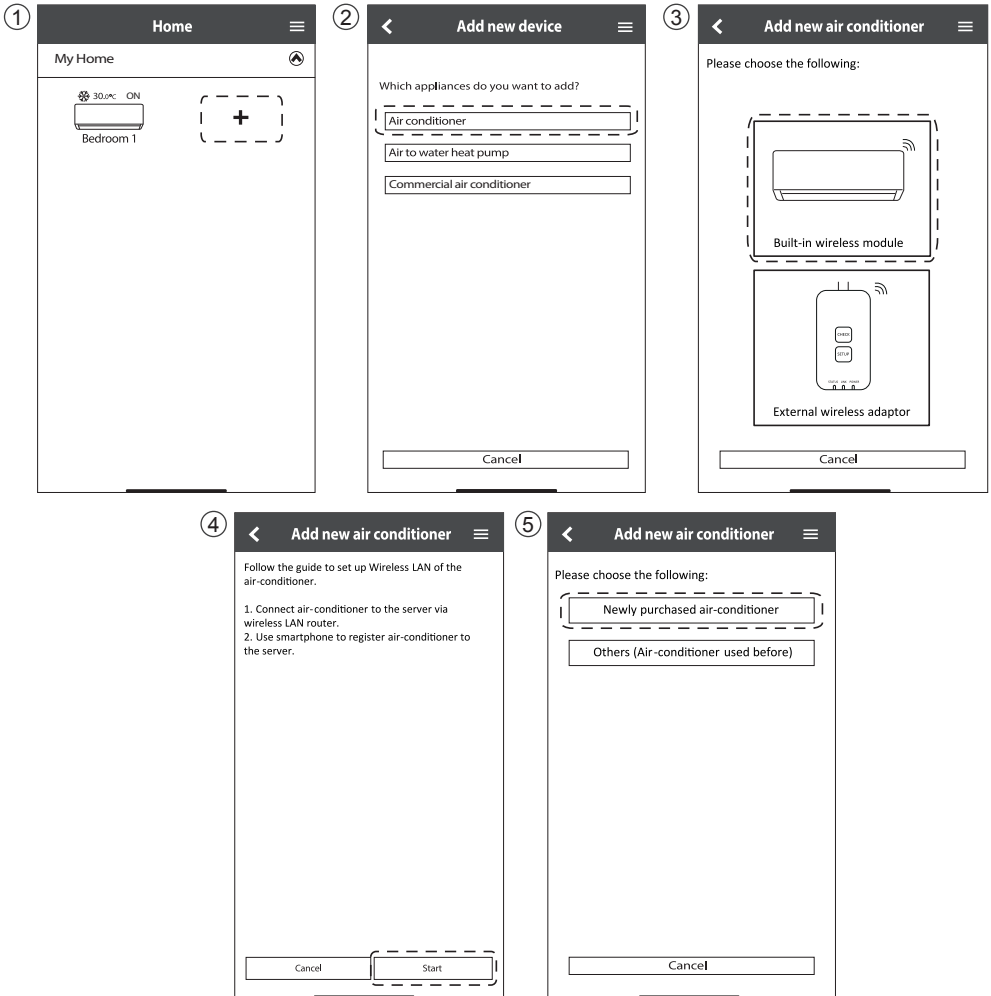 ①
Home
My Home
30.0°C ON
Bedroom 1
+
②
Add new device
Which appliances do you want to add?
Air conditioner
Air to water heat pump
Commercial air conditioner
Cancel
③
Add new air conditioner
Please choose the following:
Built-in wireless module
CHECK
SETUP
STATUS LINK POWER
External wireless adaptor
Cancel
④
Add new air conditioner
Follow the guide to set up Wireless LAN of the
air-conditioner.
1. Connect air-conditioner to the server via
wireless LAN router.
2. Use smartphone to register air-conditioner to
the server.
Cancel
Start
⑤
Add new air conditioner
Please choose the following:
Newly purchased air-conditioner
Others (Air-conditioner used before)
Cancel